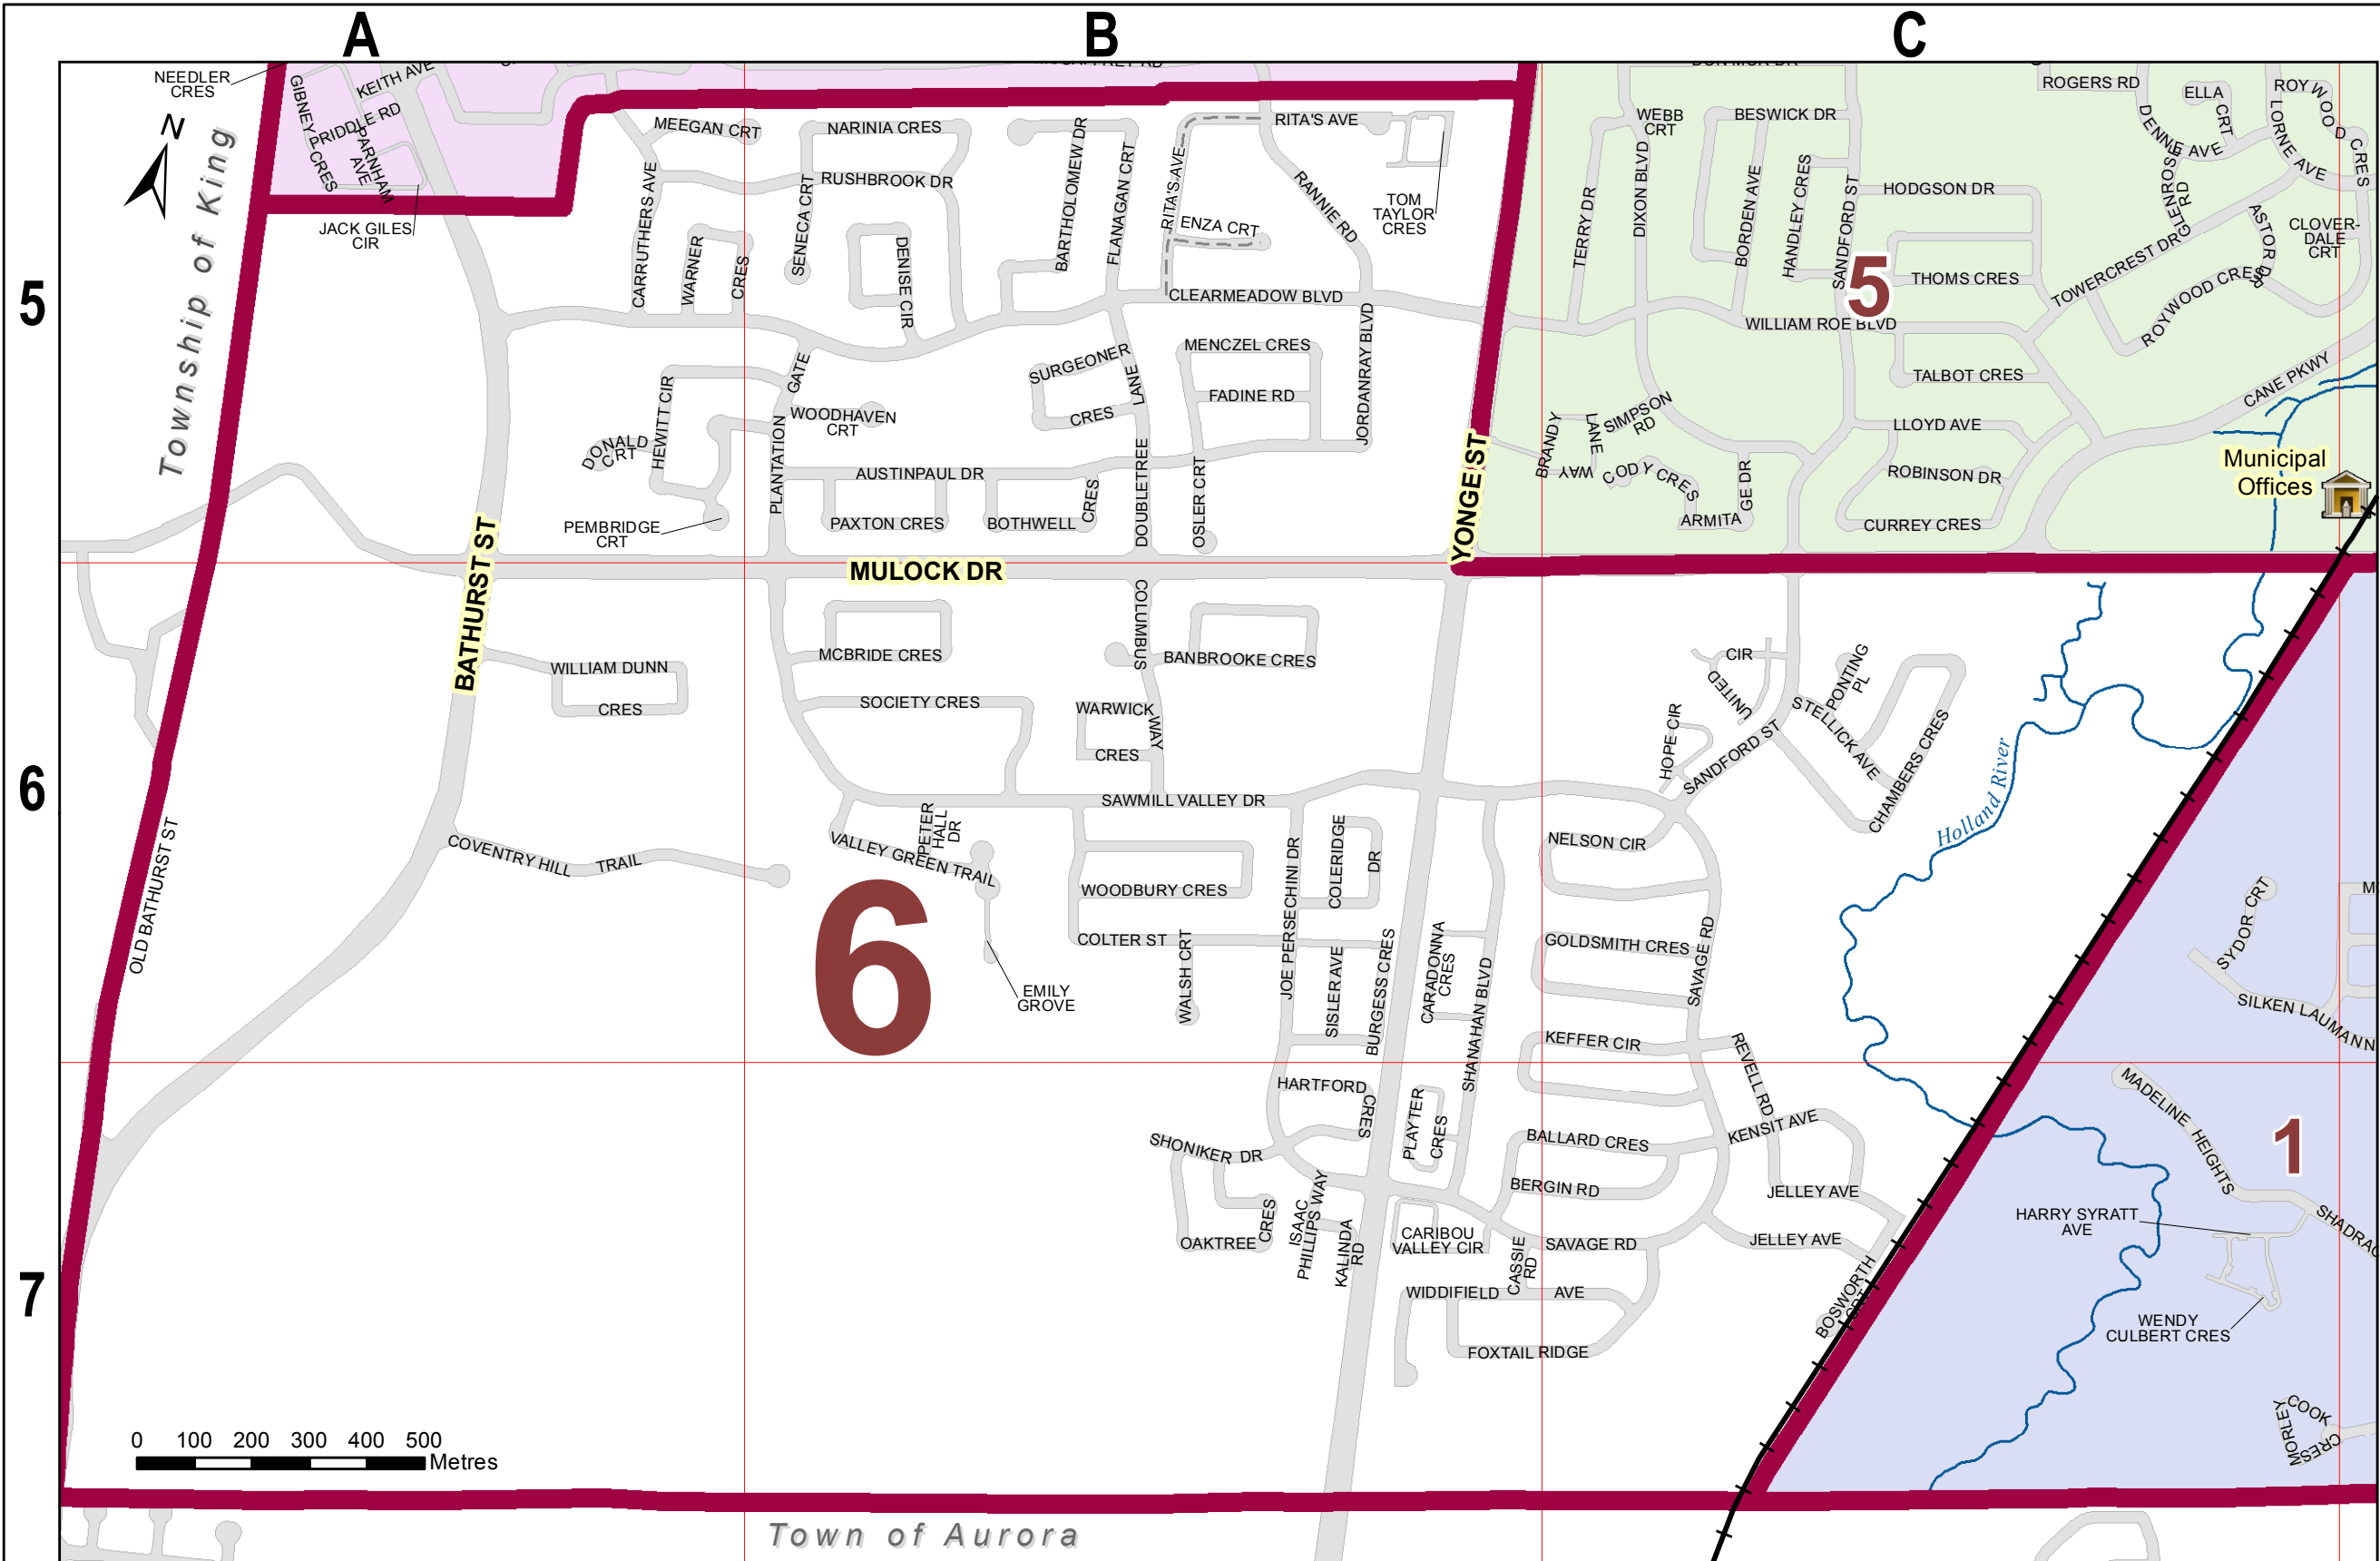 A
B
C
5
6
7
NEEDLER
CRES
GIBNEY CRES
KEITH AVE
PRIDDLE RD
PARNHAM
AVE
JACK GILES
CIR
N
Township of King
MEEGAN CRT
NARINIA CRES
RUSHBROOK DR
CARRUTHERS AVE
WARNER
CRES
SENECA CRT
DENISE CIR
BARTHOLOMEW DR
FLANAGAN CRT
RITA'S AVE
RITA'S AVE
ENZA CRT
RANNIE RD
TOM
TAYLOR
CRES
CLEARMEADOW BLVD
WEBB
CRT
BESWICK DR
TERRY DR
DIXON BLVD
BORDEN AVE
HANDLEY CRES
SANDFORD ST
HODGSON DR
THOMS CRES
5
WILLIAM ROE BLVD
TALBOT CRES
LLOYD AVE
ROBINSON DR
CURREY CRES
ROGERS RD
ELLA
CRT
DENNE AVE
GLENROSE
RD
LORNE AVE
ROYWOOD CRES
ASTOR DR
CLOVER-
DALE
CRT
TOWERCREST DR
ROYWOOD CRES
CANE PKWY
Municipal
Offices
BRANDY
LANE
WAY
SIMPSON
RD
CODY CRES
ARMITAGE DR
YONGE ST
SURGEONER
CRES
LANE
DOUBLETREE
MENCZEL CRES
FADINE RD
JORDANRAY BLVD
HEWITT CIR
DONALD
CRT
PEMBRIDGE
CRT
GATE
PLANTATION
WOODHAVEN
CRT
AUSTINPAUL DR
PAXTON CRES
BOTHWELL
CRES
OSLER CRT
BATHURST ST
MULOCK DR
WILLIAM DUNN
CRES
MCBRIDE CRES
SOCIETY CRES
COLUMBUS
WAY
BANBROOKE CRES
WARWICK
CRES
SAWMILL VALLEY DR
UNITED
CIR
HOPE CIR
SANDFORD ST
STELLICK AVE
PONTING
PL
CHAMBERS CRES
Holland River
OLD BATHURST ST
COVENTRY HILL TRAIL
PETER
HALL
DR
VALLEY GREEN TRAIL
EMILY
GROVE
6
WOODBURY CRES
COLTER ST
WALSH CRT
JOE PERSECHINI DR
COLERIDGE
DR
SISLER AVE
BURGESS CRES
CARADONNA
CRES
SHANAHAN BLVD
NELSON CIR
GOLDSMITH CRES
SAVAGE RD
KEFFER CIR
REVELL RD
KENSIT AVE
BALLARD CRES
BERGIN RD
JELLEY AVE
JELLEY AVE
BOSWORTH
CRT
HARTFORD
CRES
PLAYTER
CRES
SHONIKER DR
OAKTREE
CRES
ISAAC
PHILLIPS WAY
KALINDA
RD
CARIBOU
VALLEY CIR
CASSIE
RD
SAVAGE RD
WIDDIFIELD AVE
FOXTAIL RIDGE
SYDOR CRT
SILKEN LAUMANN
MADELINE HEIGHTS
1
HARRY SYRATT
AVE
SHADRAC
WENDY
CULBERT CRES
MORLEY
COOK
CRES
0 100 200 300 400 500
Metres
Town of Aurora